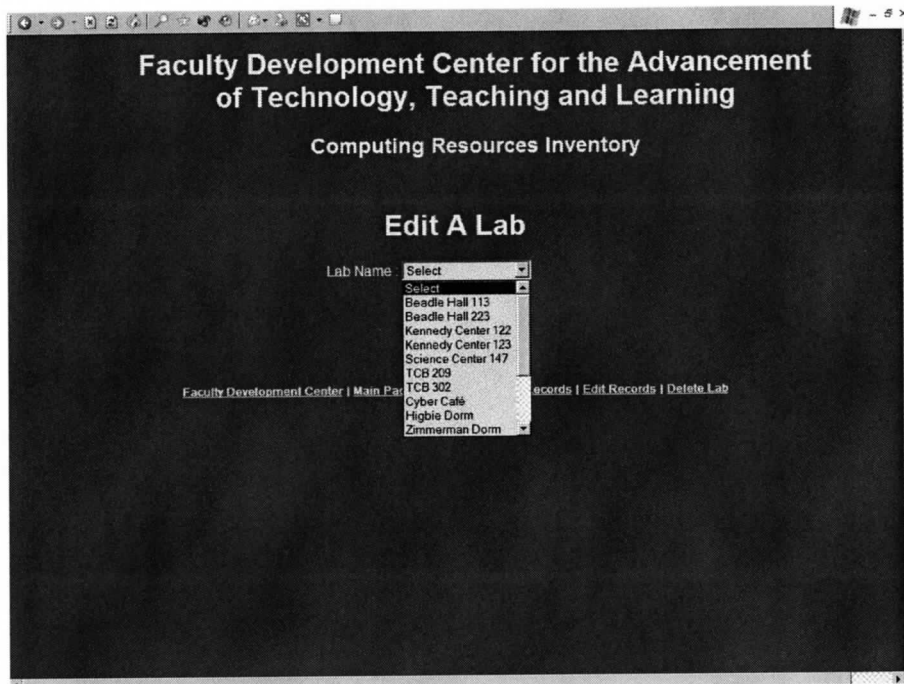 Faculty Development Center for the Advancement
of Technology, Teaching and Learning
Computing Resources Inventory
Edit A Lab
Lab Name : Select
Select
Beadle Hall 113
Beadle Hall 223
Kennedy Center 122
Kennedy Center 123
Science Center 147
TCB 209
TCB 302
Cyber Café
Higbie Dorm
Zimmerman Dorm
Faculty Development Center | Main Pa ecords | Edit Records | Delete Lab